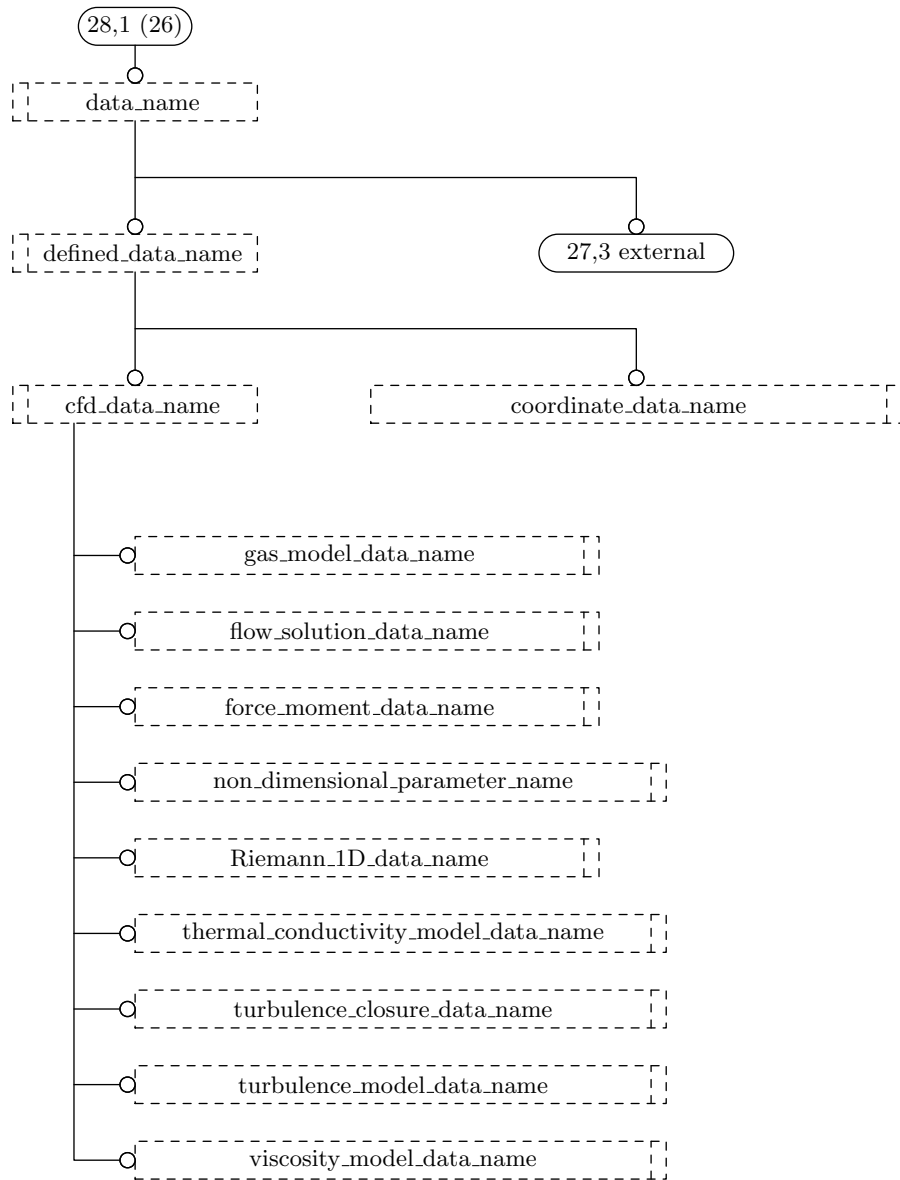 28,1 (26)
data_name
defined_data_name
27,3 external
cfd_data_name
coordinate_data_name
gas_model_data_name
flow_solution_data_name
force_moment_data_name
non_dimensional_parameter_name
Riemann_1D_data_name
thermal_conductivity_model_data_name
turbulence_closure_data_name
turbulence_model_data_name
viscosity_model_data_name